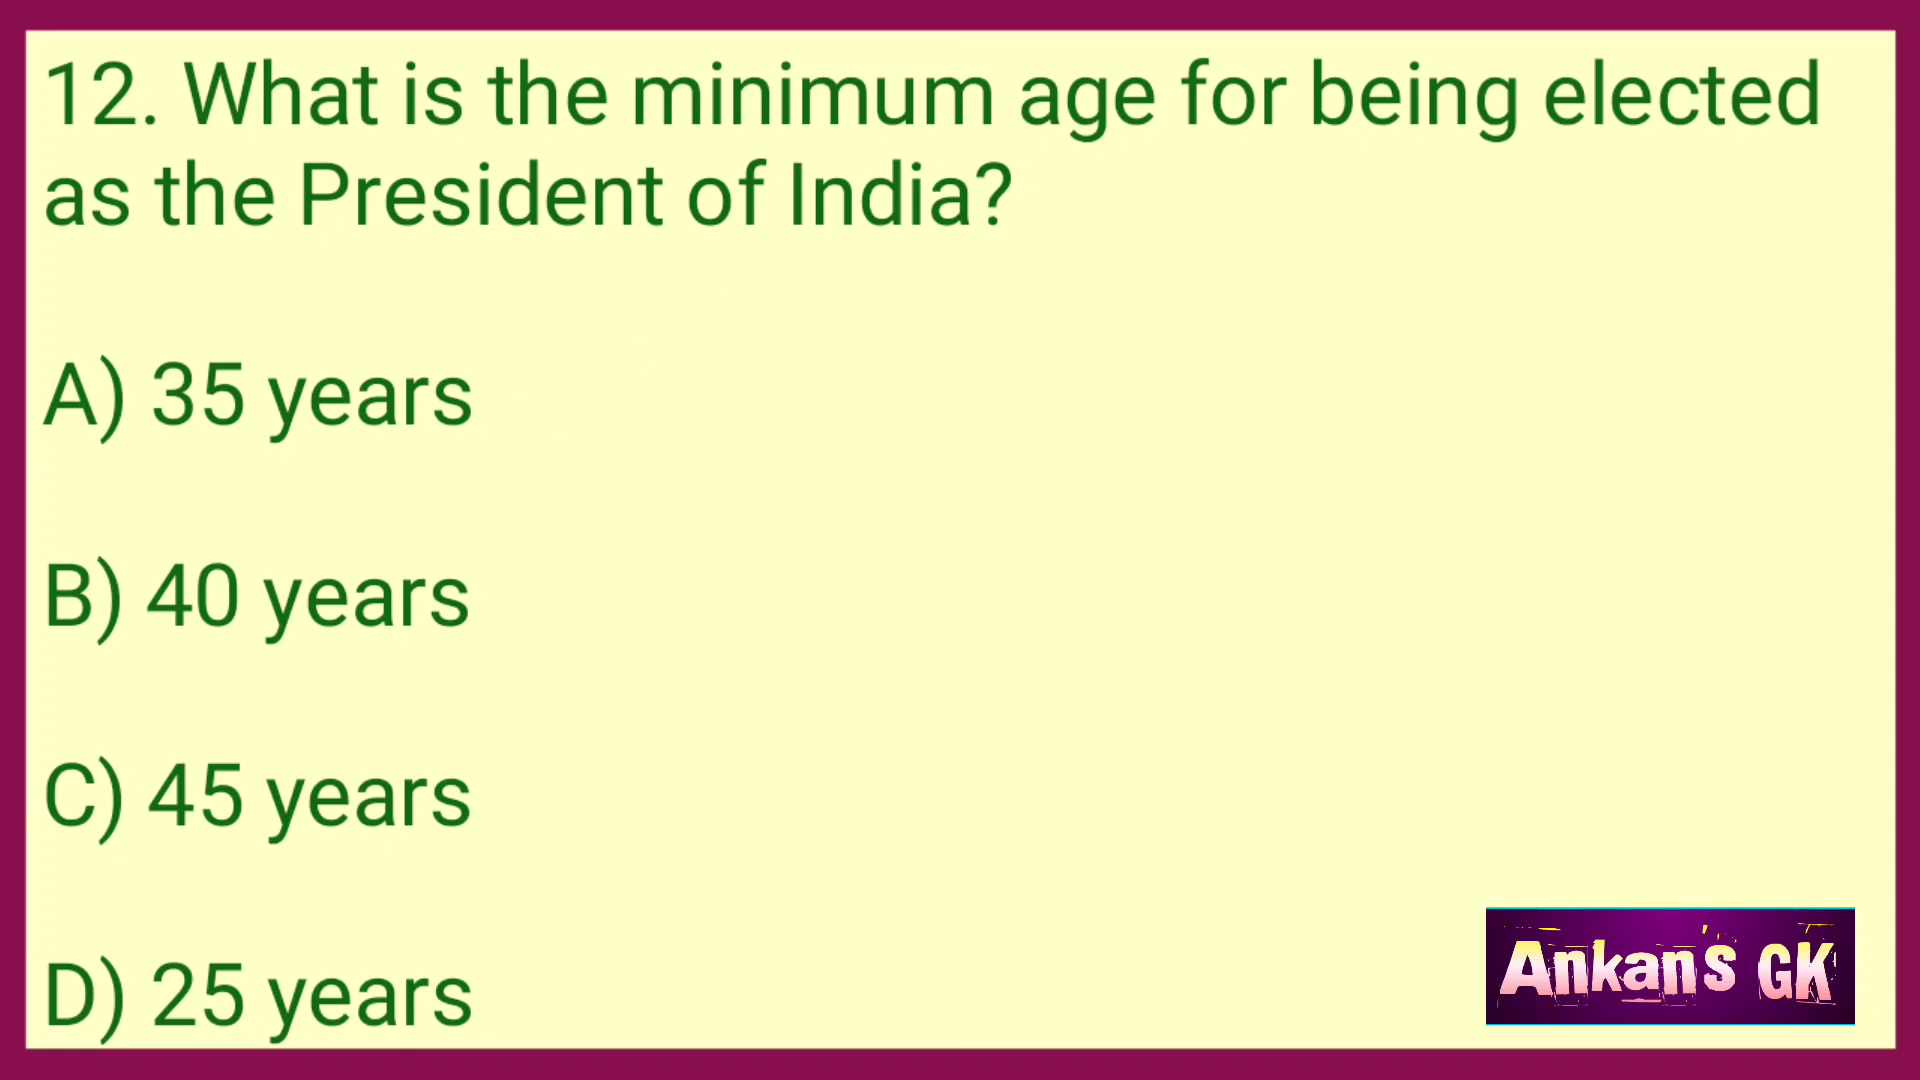 12. What is the minimum age for being elected
as the President of India?
A) 35 years
B) 40 years
C) 45 years
D) 25 years
Ankan's GK